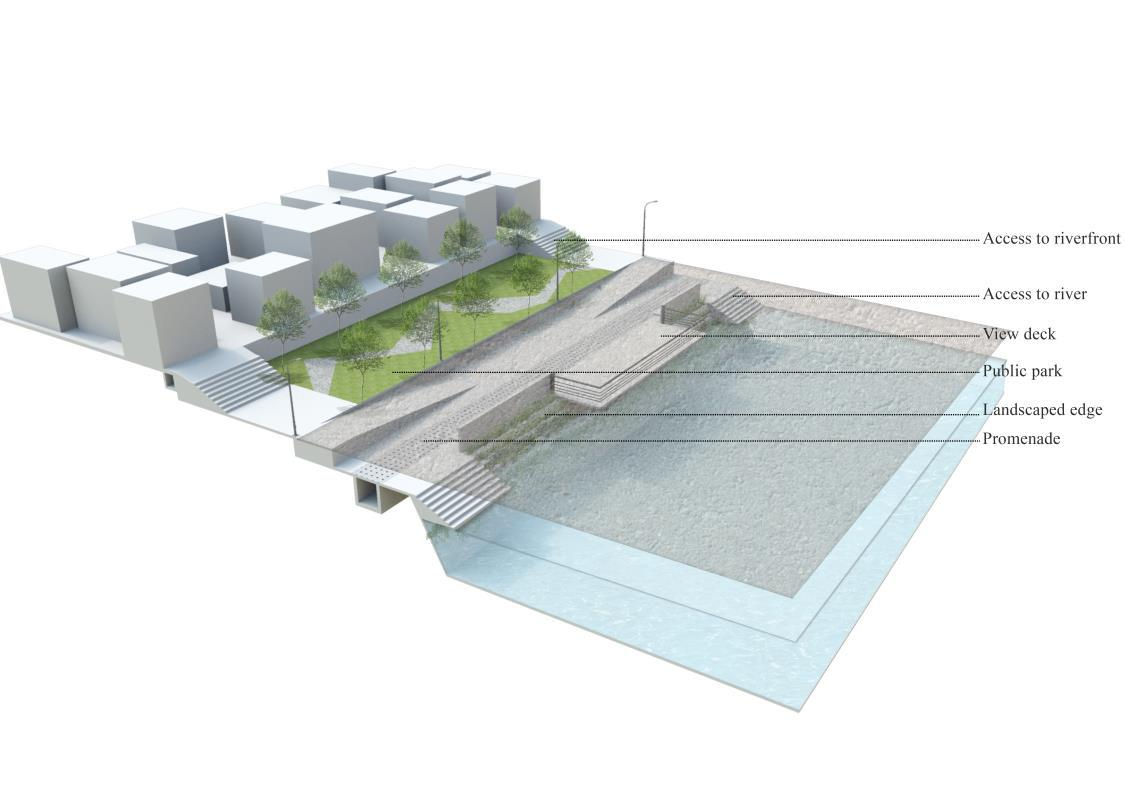 Access to riverfront
Access to river
View deck
Public park
Landscaped edge
Promenade